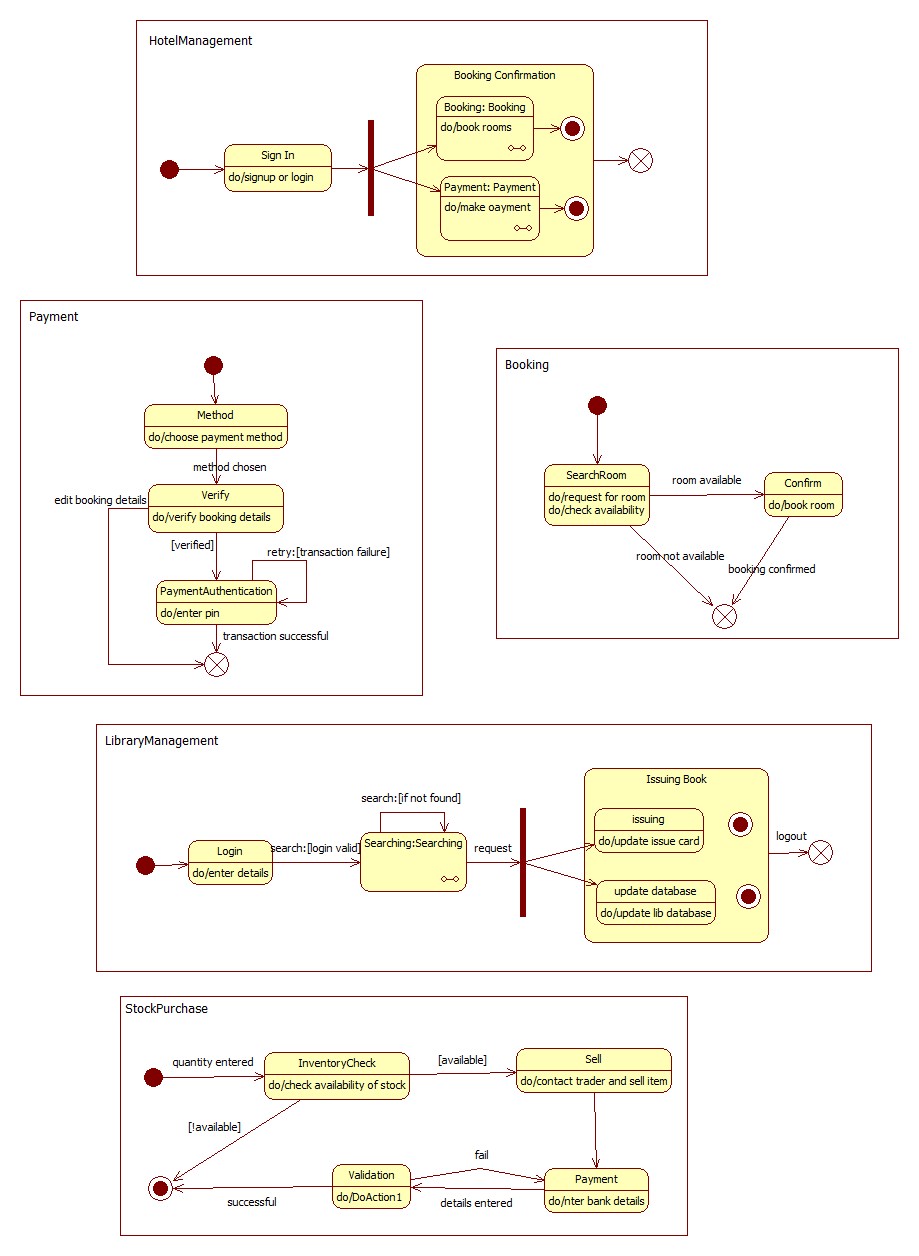 HotelManagement
Booking Confirmation
Booking: Booking
do/book rooms
Sign In
do/signup or login
Payment: Payment
do/make oayment
Payment
Method
do/choose payment method
method chosen
edit booking details
Verify
do/verify booking details
[verified]
retry:[transaction failure]
PaymentAuthentication
do/enter pin
transaction successful
Booking
SearchRoom
do/request for room
do/check availability
room available
Confirm
do/book room
room not available
booking confirmed
LibraryManagement
Issuing Book
search:[if not found]
issuing
do/update issue card
Login
do/enter details
search:[login valid]
Searching:Searching
request
logout
update database
do/update lib database
StockPurchase
quantity entered
InventoryCheck
do/check availability of stock
[available]
Sell
do/contact trader and sell item
[!available]
fail
Validation
do/DoAction1
Payment
do/nter bank details
successful
details entered